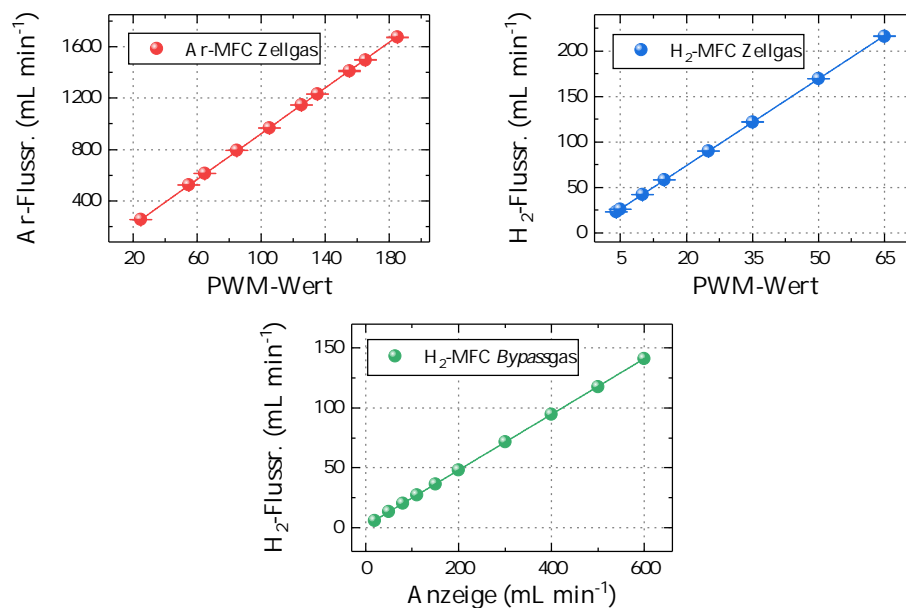 Ar-Flussr. (mL min⁻¹)
1600
1200
800
400
Ar-MFC Zellgas
20 60 100 140 180
PWM-Wert
H₂-Flussr. (mL min⁻¹)
200
150
100
50
0
H₂-MFC Zellgas
5 20 35 50 65
PWM-Wert
H₂-Flussr. (mL min⁻¹)
150
100
50
0
H₂-MFC Bypassgas
0 200 400 600
Anzeige (mL min⁻¹)